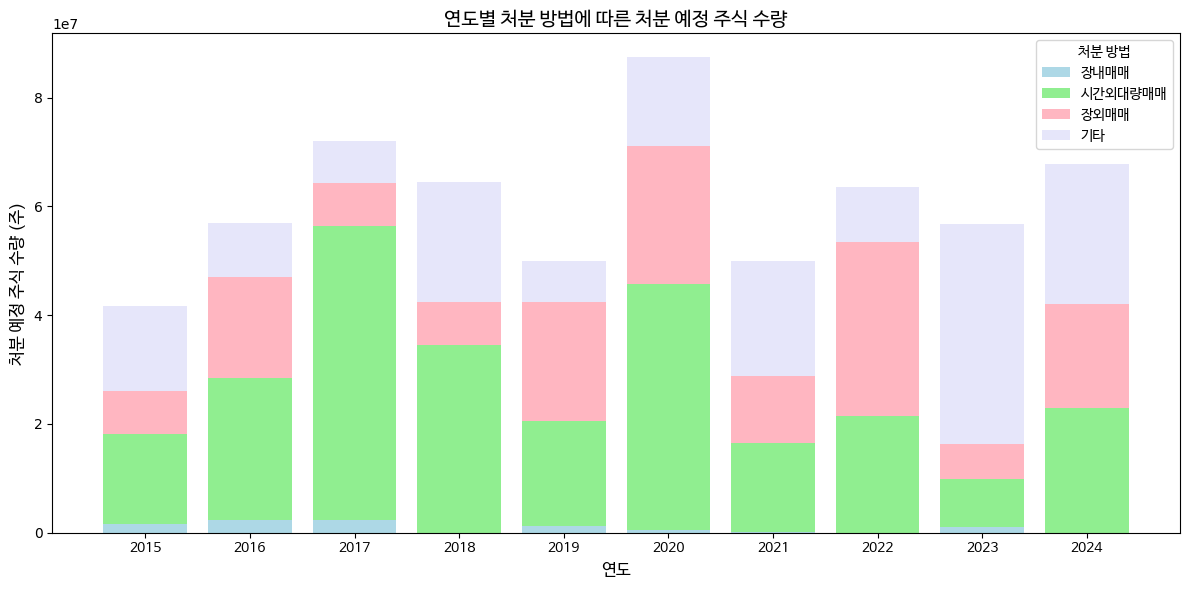 연도별 처분 방법에 따른 처분 예정 주식 수량
1e7
처분 방법
장내매매
시간외대량매매
장외매매
기타
8
6
4
2
0
처분 예정 주식 수량 (주)
2015 2016 2017 2018 2019 2020 2021 2022 2023 2024
연도